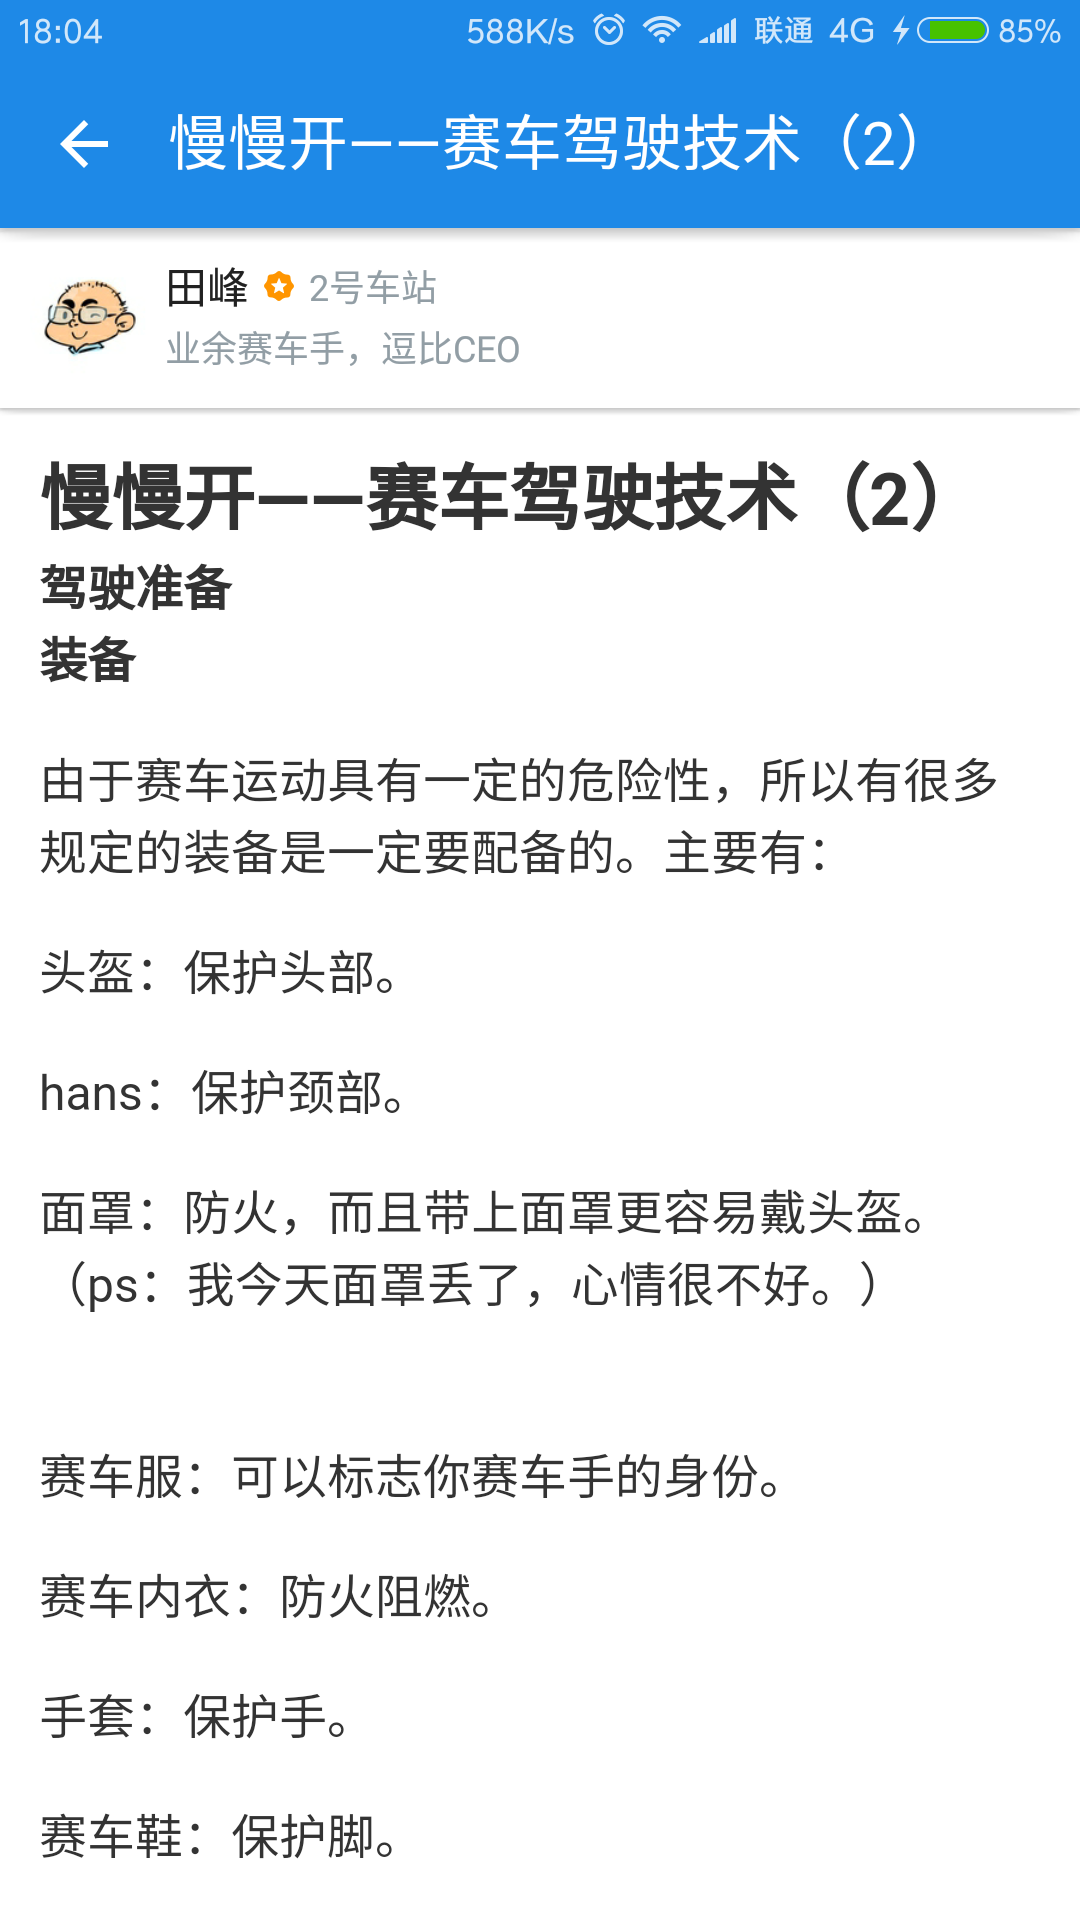 18:04 588K/s 联通 4G 85%
慢慢开——赛车驾驶技术（2）
田峰 2号车站
业余赛车手，逗比CEO
慢慢开——赛车驾驶技术（2）
驾驶准备
装备
由于赛车运动具有一定的危险性，所以有很多
规定的装备是一定要配备的。主要有：
头盔：保护头部。
hans：保护颈部。
面罩：防火，而且带上面罩更容易戴头盔。
（ps：我今天面罩丢了，心情很不好。）
赛车服：可以标志你赛车手的身份。
赛车内衣：防火阻燃。
手套：保护手。
赛车鞋：保护脚。